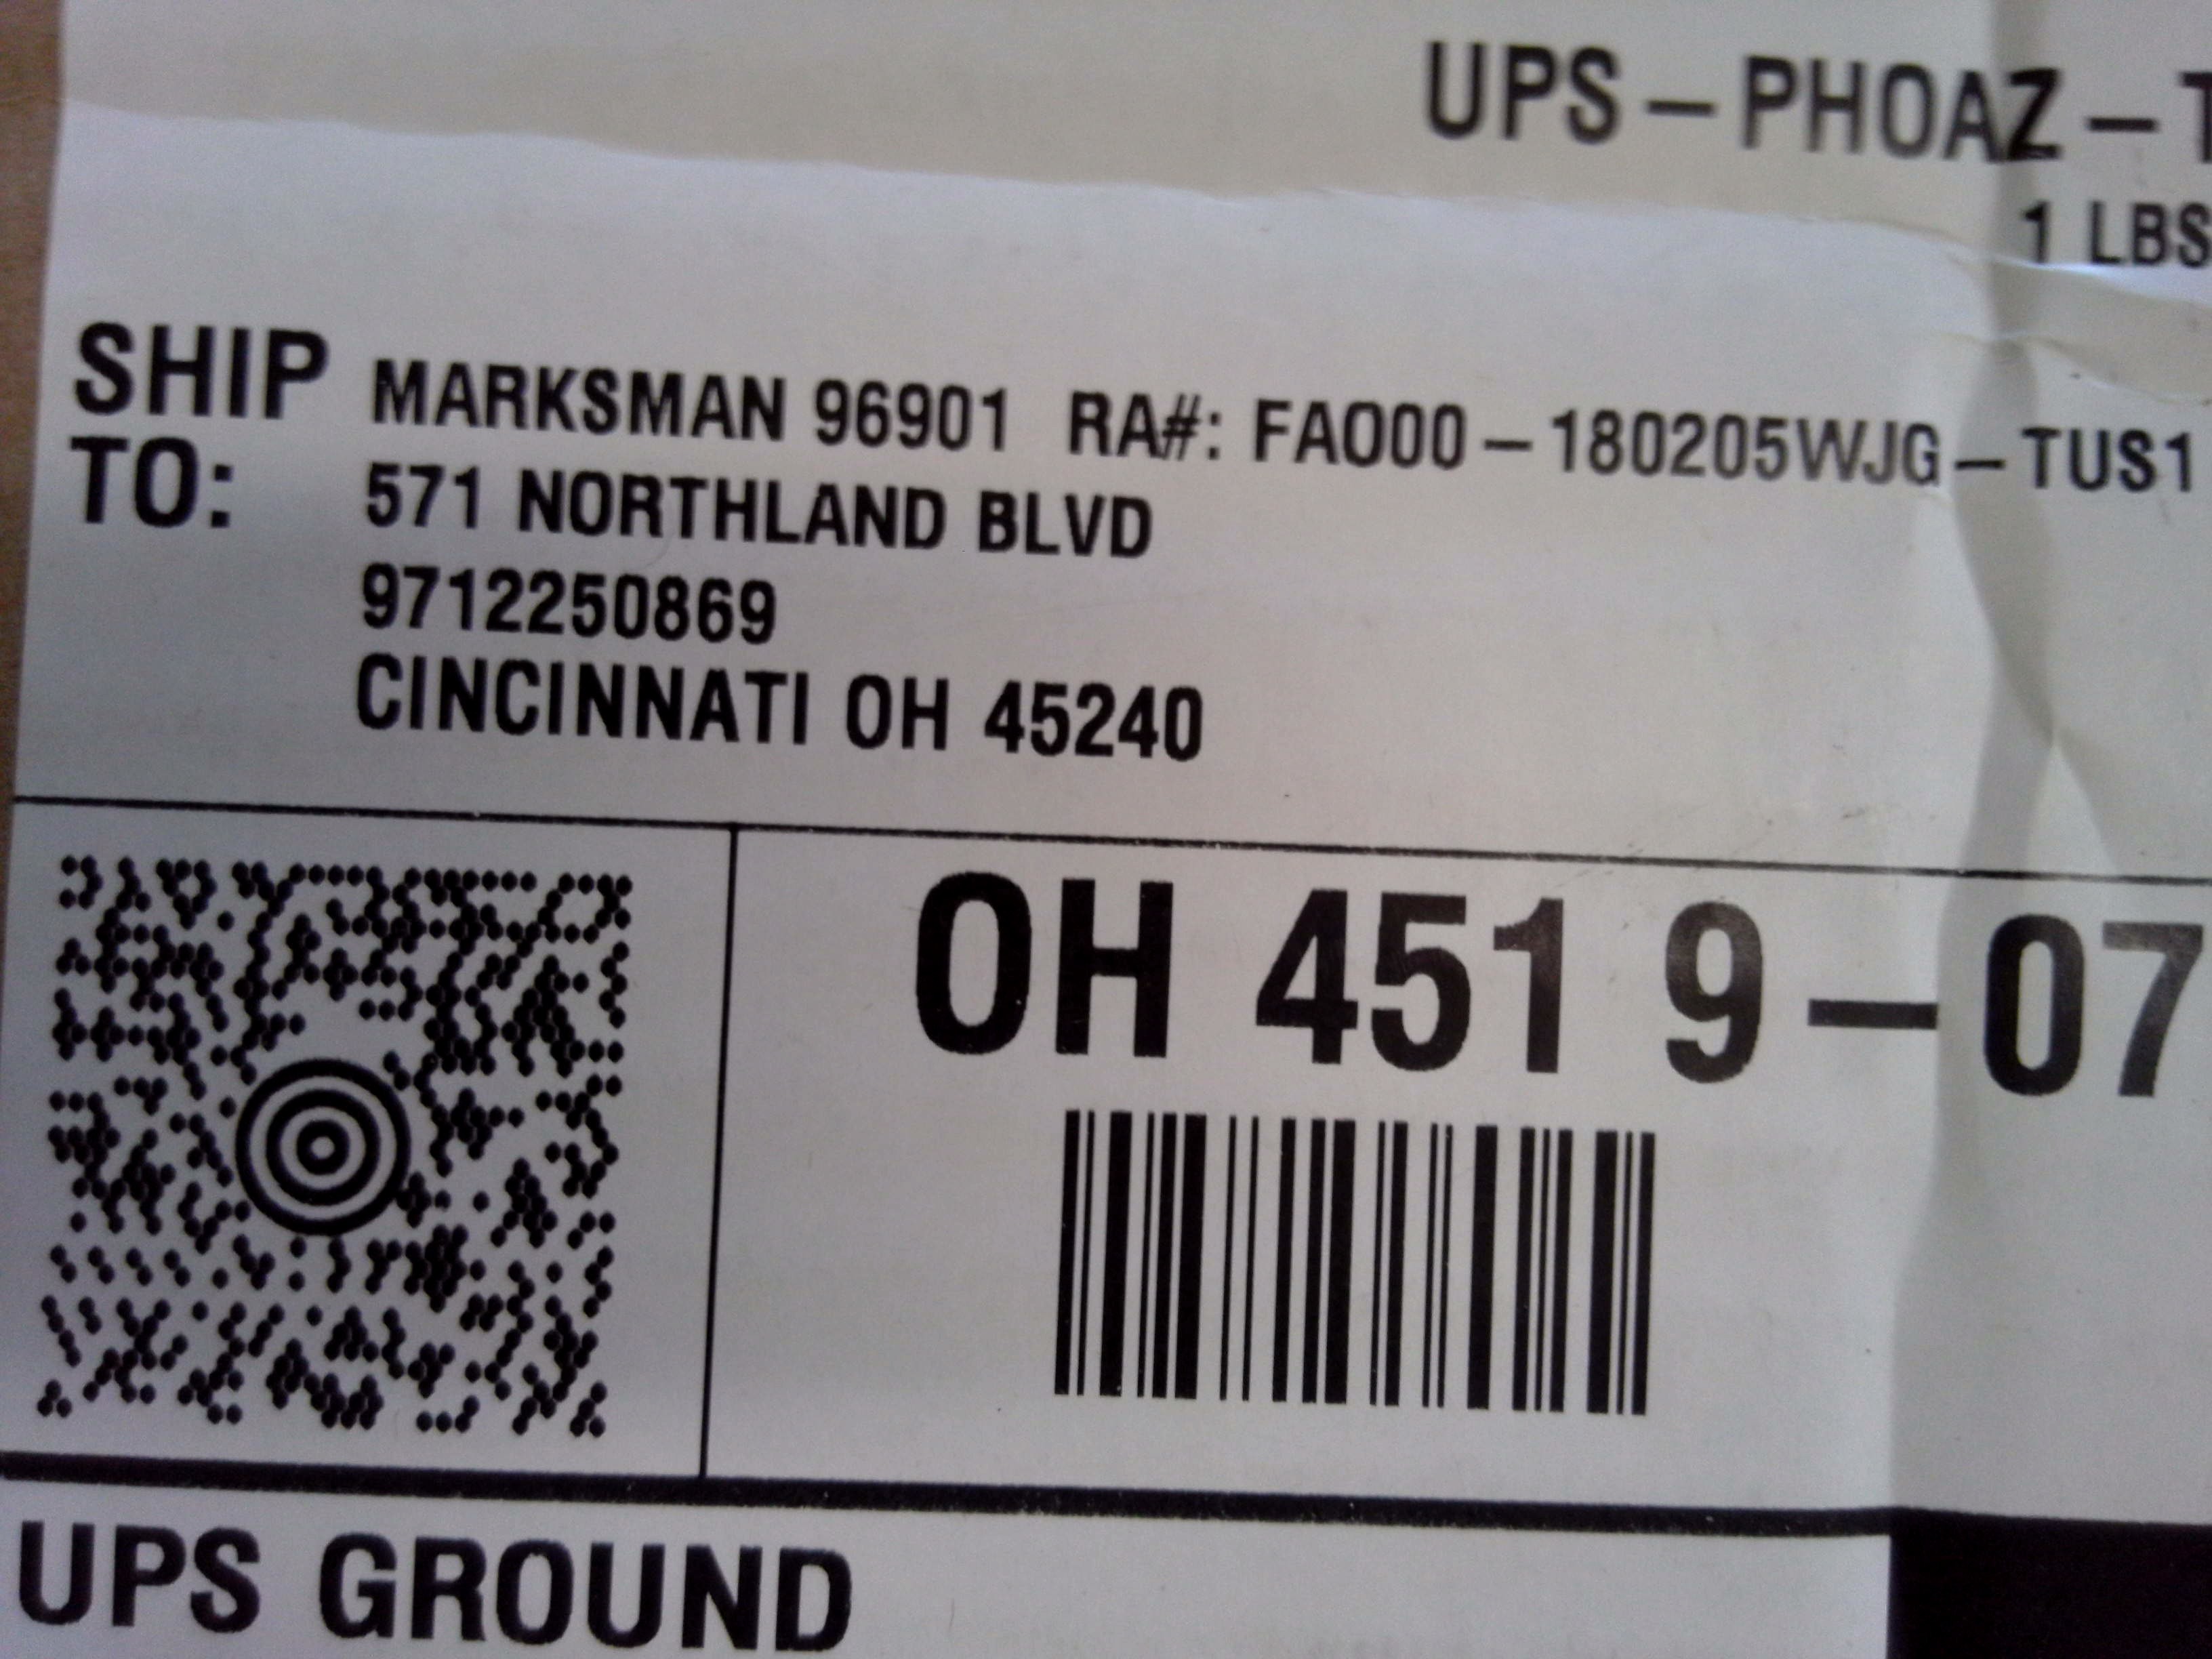 UPS - PHOAZ - T
1 LBS
SHIP TO:
MARKSMAN 96901 RA#: FAO00 - 180205WJG - TUS1
571 NORTHLAND BLVD
9712250869
CINCINNATI OH 45240
OH 451 9 - 07
UPS GROUND